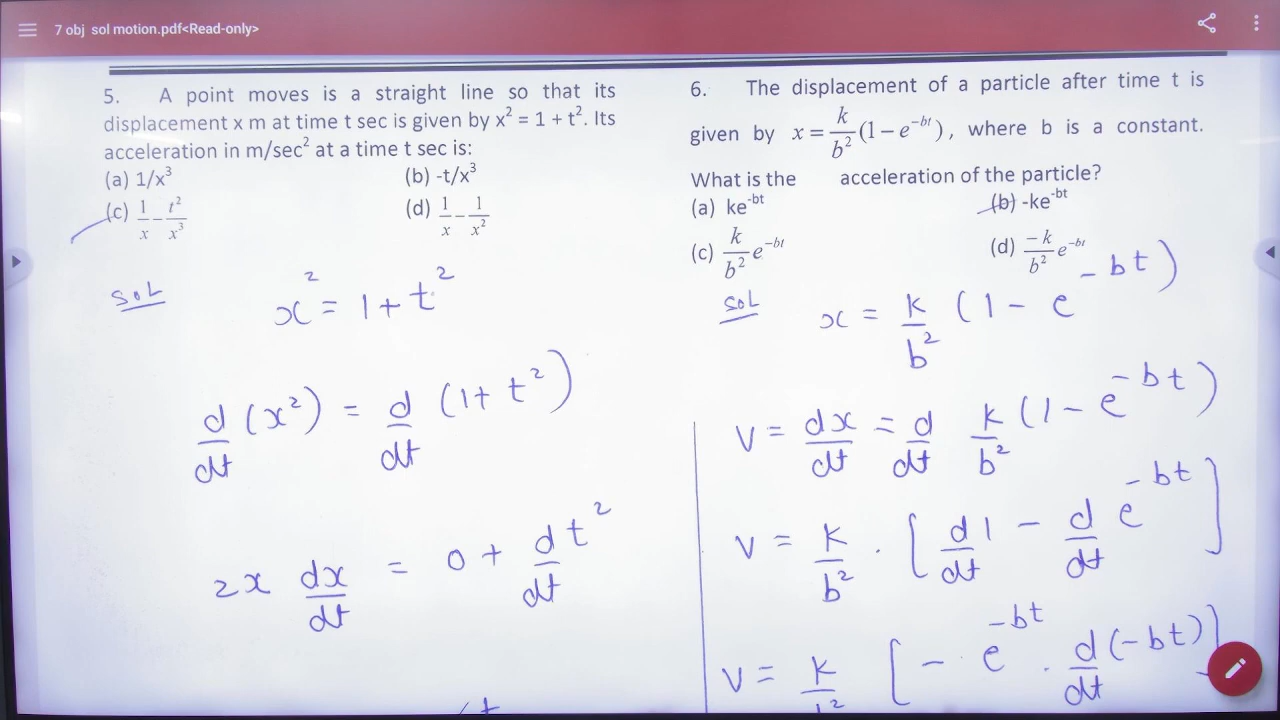 7 obj sol motion.pdf<Read-only>
5. A point moves is a straight line so that its
displacement x m at time t sec is given by x² = 1 + t². Its
acceleration in m/sec² at a time t sec is:
(a) 1/x³ (b) -t/x³
(c) 1/x − t²/x³ (d) 1/x − 1/x²
SOL x² = 1 + t²
d/dt (x²) = d/dt (1 + t²)
2x dx/dt = 0 + dt²/dt
6. The displacement of a particle after time t is
given by x = k/b² (1 − e^−bt), where b is a constant.
What is the acceleration of the particle?
(a) ke^-bt (b) -ke^-bt
(c) k/b² e^−bt (d) −k/b² e^−bt
SOL x = k/b² (1 − e^−bt)
V = dx/dt = d/dt k/b² (1 − e^−bt)
V = k/b² . [d1/dt − d/dt e^−bt]
V = k/b² [− e^−bt . d(−bt)/dt]